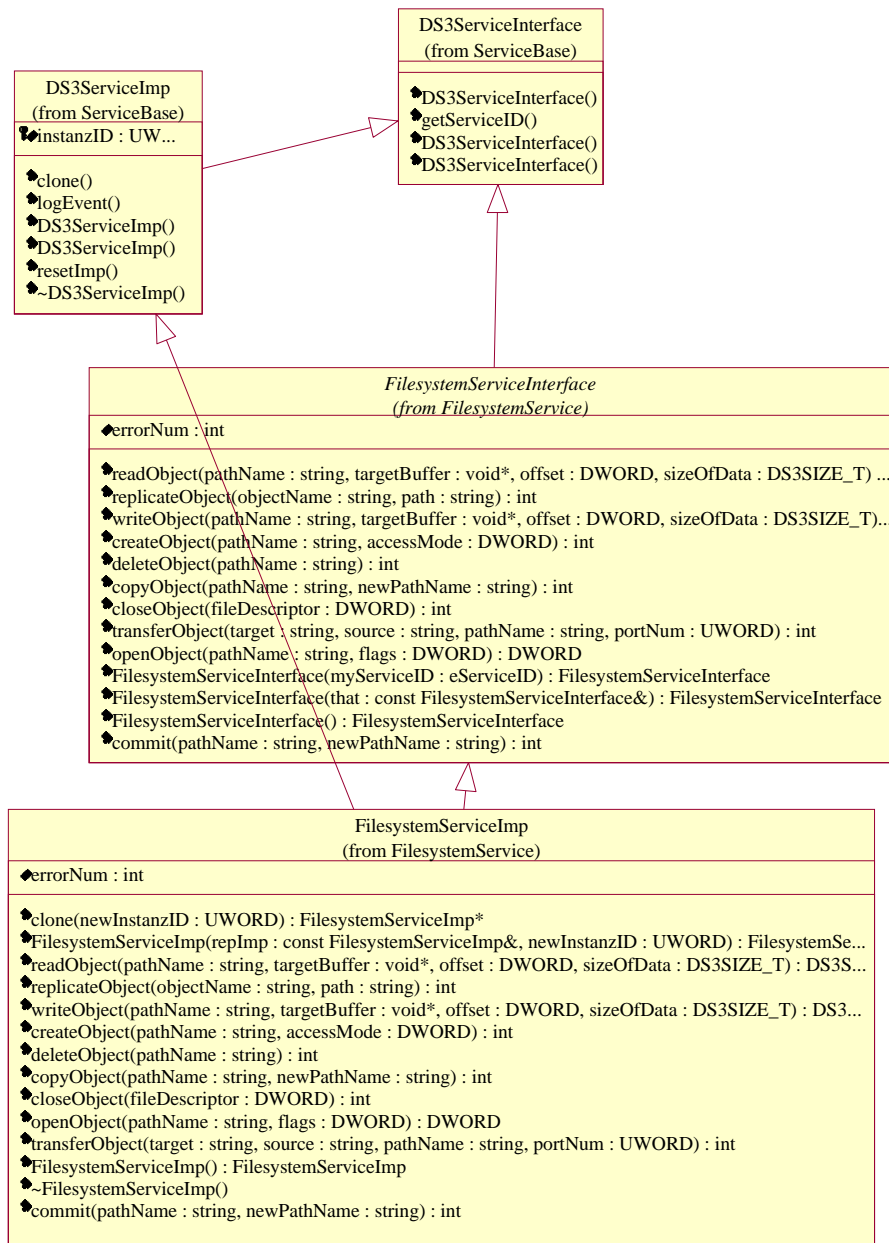 DS3ServiceInterface
(from ServiceBase)
DS3ServiceInterface()
getServiceID()
DS3ServiceInterface()
DS3ServiceInterface()
DS3ServiceImp
(from ServiceBase)
instanzID : UW...
clone()
logEvent()
DS3ServiceImp()
DS3ServiceImp()
resetImp()
~DS3ServiceImp()
FilesystemServiceInterface
(from FilesystemService)
errorNum : int
readObject(pathName : string, targetBuffer : void*, offset : DWORD, sizeOfData : DS3SIZE_T) ...
replicateObject(objectName : string, path : string) : int
writeObject(pathName : string, targetBuffer : void*, offset : DWORD, sizeOfData : DS3SIZE_T)...
createObject(pathName : string, accessMode : DWORD) : int
deleteObject(pathName : string) : int
copyObject(pathName : string, newPathName : string) : int
closeObject(fileDescriptor : DWORD) : int
transferObject(target : string, source : string, pathName : string, portNum : UWORD) : int
openObject(pathName : string, flags : DWORD) : DWORD
FilesystemServiceInterface(myServiceID : eServiceID) : FilesystemServiceInterface
FilesystemServiceInterface(that : const FilesystemServiceInterface&) : FilesystemServiceInterface
FilesystemServiceInterface() : FilesystemServiceInterface
commit(pathName : string, newPathName : string) : int
FilesystemServiceImp
(from FilesystemService)
errorNum : int
clone(newInstanzID : UWORD) : FilesystemServiceImp*
FilesystemServiceImp(repImp : const FilesystemServiceImp&, newInstanzID : UWORD) : FilesystemSe...
readObject(pathName : string, targetBuffer : void*, offset : DWORD, sizeOfData : DS3SIZE_T) : DS3S...
replicateObject(objectName : string, path : string) : int
writeObject(pathName : string, targetBuffer : void*, offset : DWORD, sizeOfData : DS3SIZE_T) : DS3...
createObject(pathName : string, accessMode : DWORD) : int
deleteObject(pathName : string) : int
copyObject(pathName : string, newPathName : string) : int
closeObject(fileDescriptor : DWORD) : int
openObject(pathName : string, flags : DWORD) : DWORD
transferObject(target : string, source : string, pathName : string, portNum : UWORD) : int
FilesystemServiceImp() : FilesystemServiceImp
~FilesystemServiceImp()
commit(pathName : string, newPathName : string) : int